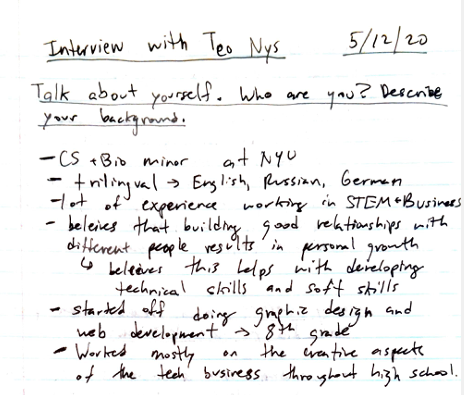 Interview with Teo Nys 5/12/20
Talk about yourself. Who are you? Describe
your background.
- CS + Bio minor at NYU
- trilingual → English, Russian, German
- lot of experience working in STEM + Business
- beleives that building good relationships with
different people results in personal growth
↳ beleives this helps with developing
technical skills and soft skills
- started off doing graphic design and
web development → 8th grade
- Worked mostly on the creative aspects
of the tech business throughout high school.